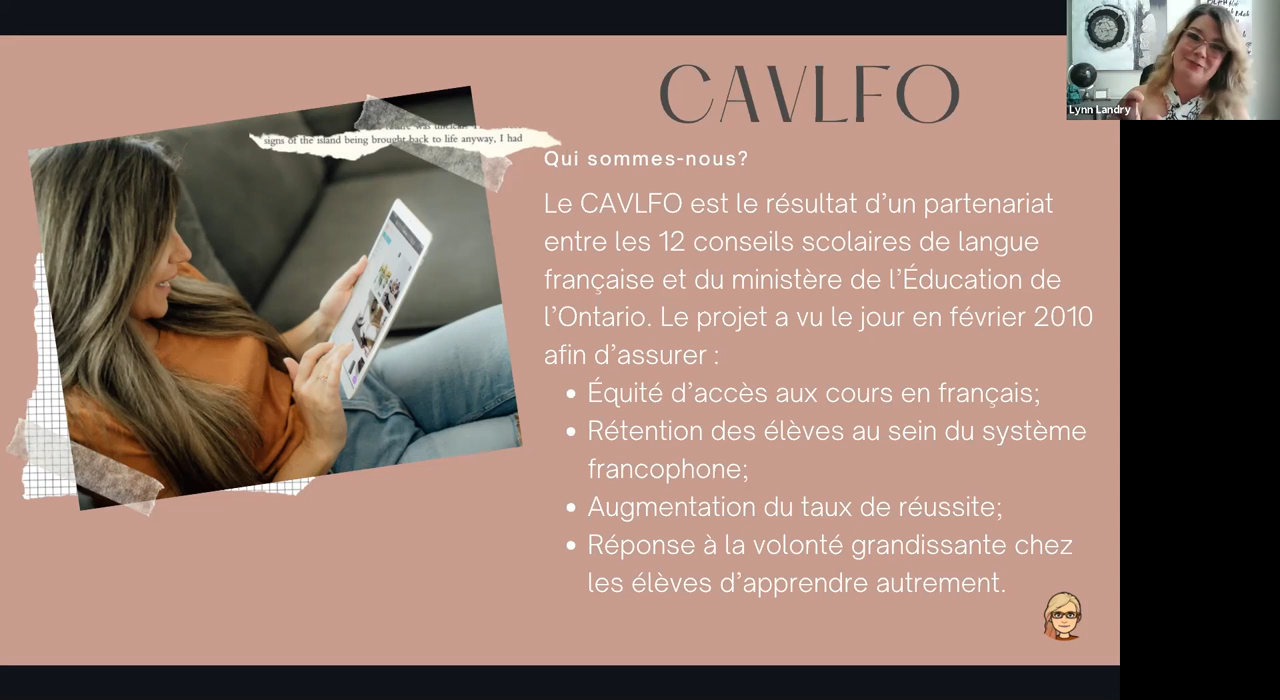 CAVLFO
Lynn Landry
signs of the island being brought back to life anyway, I had
Qui sommes-nous?
Le CAVLFO est le résultat d’un partenariat
entre les 12 conseils scolaires de langue
française et du ministère de l’Éducation de
l’Ontario. Le projet a vu le jour en février 2010
afin d’assurer :
• Équité d’accès aux cours en français;
• Rétention des élèves au sein du système
francophone;
• Augmentation du taux de réussite;
• Réponse à la volonté grandissante chez
les élèves d’apprendre autrement.